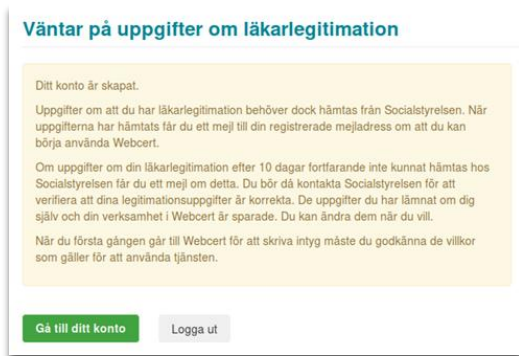 Väntar på uppgifter om läkarlegitimation
Ditt konto är skapat.
Uppgifter om att du har läkarlegitimation behöver dock hämtas från Socialstyrelsen. När
uppgifterna har hämtats får du ett mejl till din registrerade mejladress om att du kan
börja använda Webcert.
Om uppgifter om din läkarlegitimation efter 10 dagar fortfarande inte kunnat hämtas hos
Socialstyrelsen får du ett mejl om detta. Du bör då kontakta Socialstyrelsen för att
verifiera att dina legitimationsuppgifter är korrekta. De uppgifter du har lämnat om dig
själv och din verksamhet i Webcert är sparade. Du kan ändra dem när du vill.
När du första gången går till Webcert för att skriva intyg måste du godkänna de villkor
som gäller för att använda tjänsten.
Gå till ditt konto
Logga ut